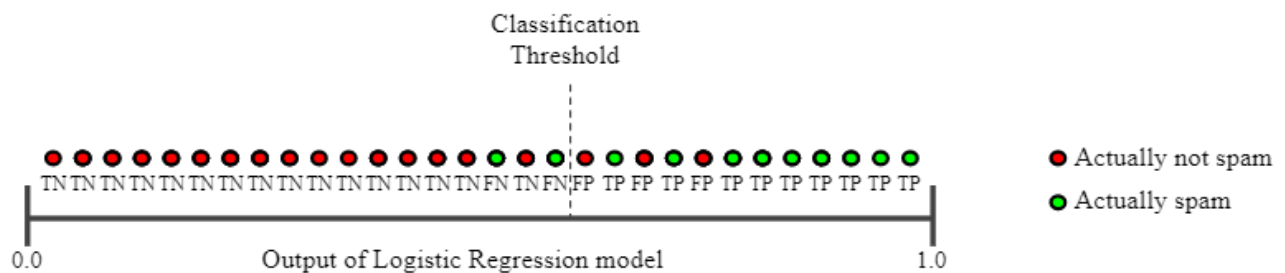 Classification
Threshold
TN TN TN TN TN TN TN TN TN TN TN TN TN TN TN FN TN FN FP TP FP TP FP TP TP TP TP TP TP TP
Actually not spam
Actually spam
0.0 Output of Logistic Regression model 1.0